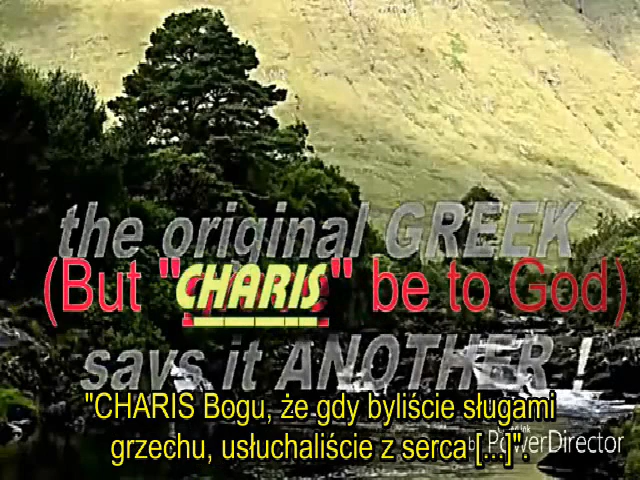 the original GREEK
(But "CHARIS" be to God)
says it ANOTHER !
"CHARIS Bogu, że gdy byliście sługami
grzechu, usłuchaliście z serca [...]".
PowerDirector